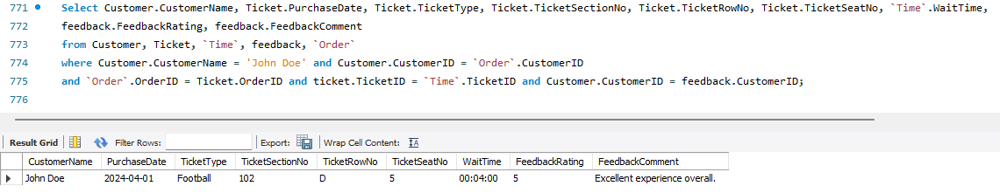 771 Select Customer.CustomerName, Ticket.PurchaseDate, Ticket.TicketType, Ticket.TicketSectionNo, Ticket.TicketRowNo, Ticket.TicketSeatNo, `Time`.WaitTime,
772 feedback.FeedbackRating, feedback.FeedbackComment
773 from Customer, Ticket, `Time`, feedback, `Order`
774 where Customer.CustomerName = 'John Doe' and Customer.CustomerID = `Order`.CustomerID
775 and `Order`.OrderID = Ticket.OrderID and ticket.TicketID = `Time`.TicketID and Customer.CustomerID = feedback.CustomerID;
776
Result Grid Filter Rows: Export: Wrap Cell Content:
CustomerName PurchaseDate TicketType TicketSectionNo TicketRowNo TicketSeatNo WaitTime FeedbackRating FeedbackComment
John Doe 2024-04-01 Football 102 D 5 00:04:00 5 Excellent experience overall.